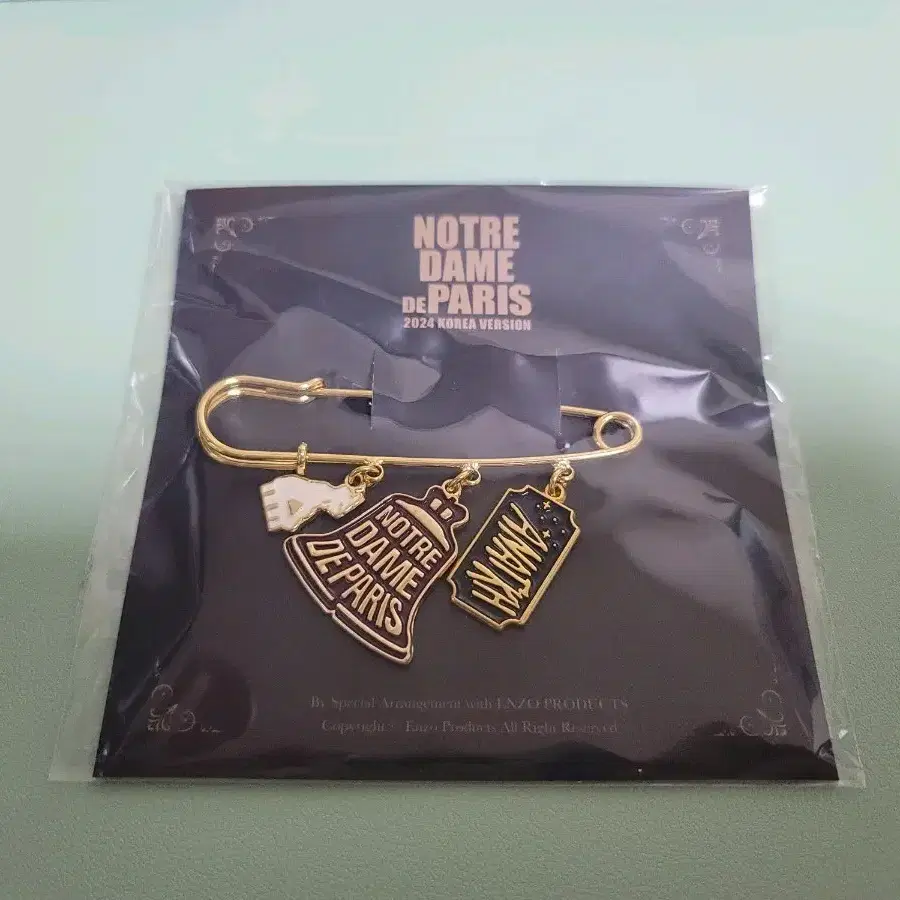 NOTRE
DAME
DE PARIS
2024 KOREA VERSION
NOTRE
DAME
DE PARIS
ΑΝΑΓΚΗ
By Special Arrangement with ENZO PRODUCTS
Copyright © Enzo Products All Right Reserved